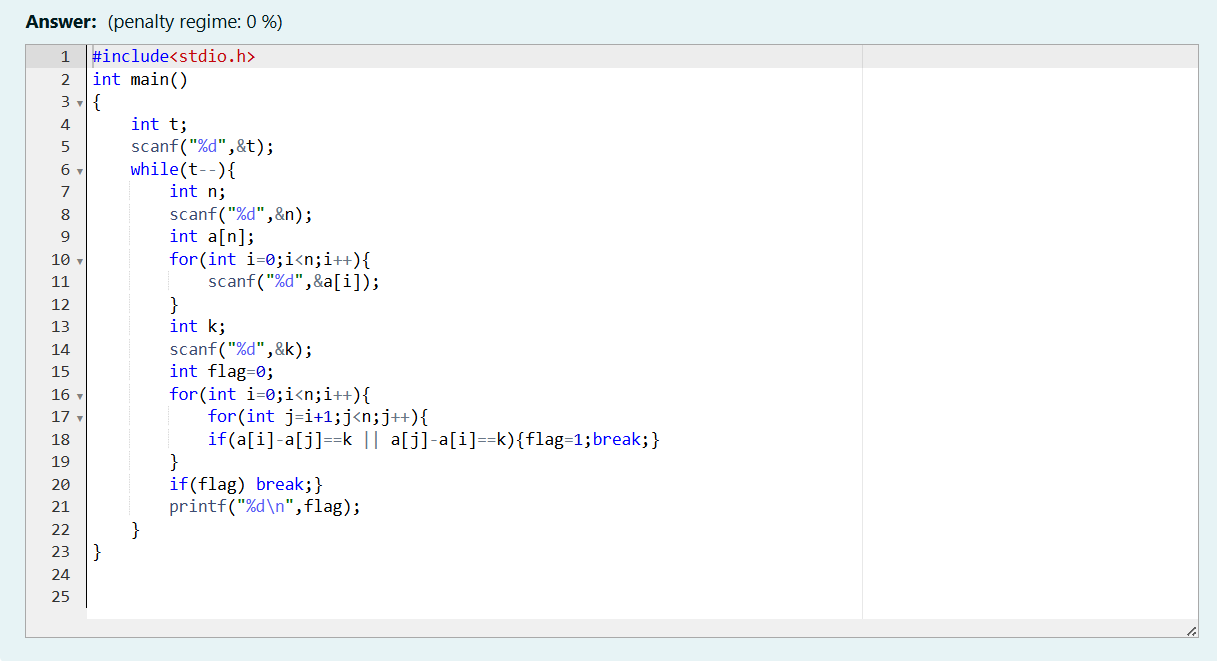 Answer: (penalty regime: 0 %)
1 #include<stdio.h>
2 int main()
3 {
4     int t;
5     scanf("%d",&t);
6     while(t--){
7         int n;
8         scanf("%d",&n);
9         int a[n];
10         for(int i=0;i<n;i++){
11             scanf("%d",&a[i]);
12         }
13         int k;
14         scanf("%d",&k);
15         int flag=0;
16         for(int i=0;i<n;i++){
17             for(int j=i+1;j<n;j++){
18             if(a[i]-a[j]==k || a[j]-a[i]==k){flag=1;break;}
19         }
20         if(flag) break;}
21         printf("%d\n",flag);
22     }
23 }
24
25